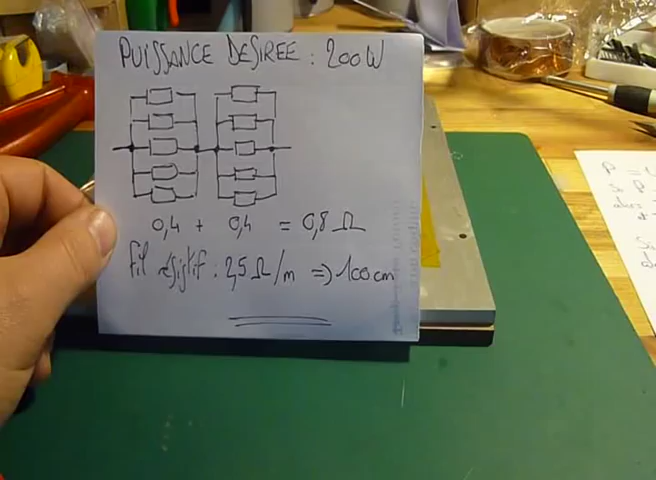 PUISSANCE DESIREE : 200W
0,4 + 0,4 = 0,8 Ω
Fil résistif : 2,5 Ω/m => 100 cm
P =